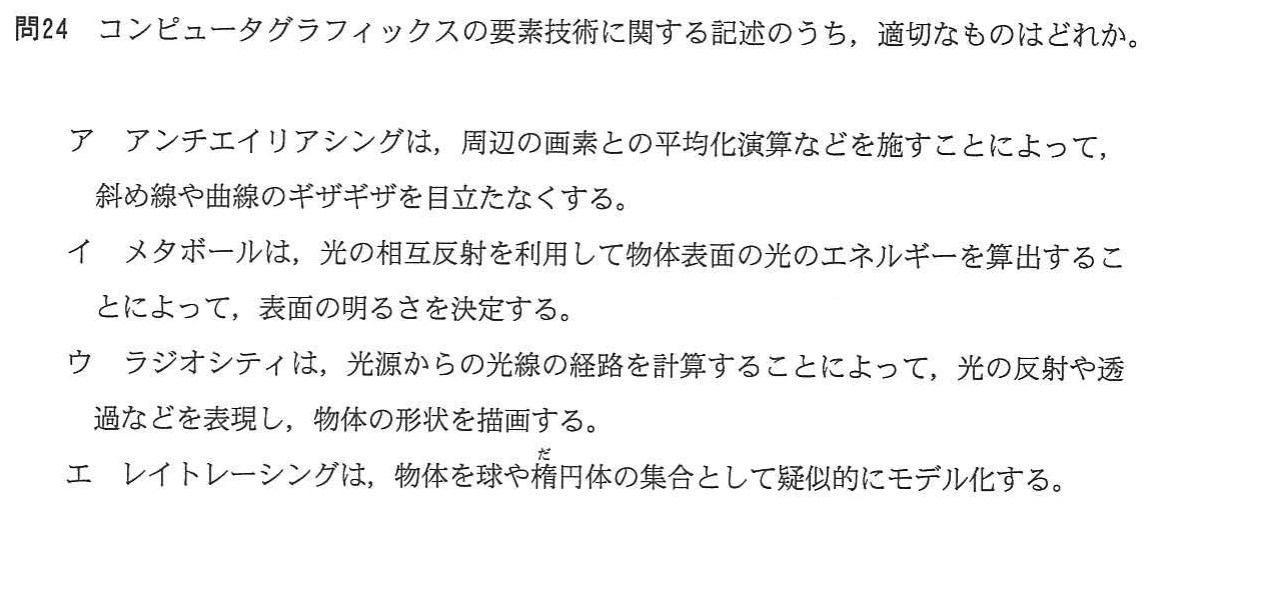 問24 コンピュータグラフィックスの要素技術に関する記述のうち，適切なものはどれか。
ア アンチエイリアシングは，周辺の画素との平均化演算などを施すことによって，
斜め線や曲線のギザギザを目立たなくする。
イ メタボールは，光の相互反射を利用して物体表面の光のエネルギーを算出するこ
とによって，表面の明るさを決定する。
ウ ラジオシティは，光源からの光線の経路を計算することによって，光の反射や透
過などを表現し，物体の形状を描画する。
だ
エ レイトレーシングは，物体を球や楕円体の集合として疑似的にモデル化する。